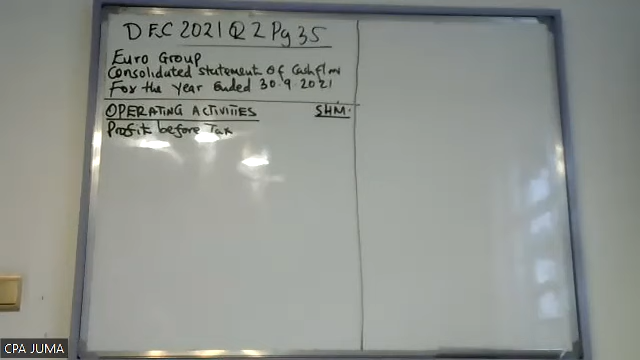 DEC 2021 Q2 Pg 35
Euro Group
Consolidated statement of Cashflow
For the year ended 30.9.2021
OPERATING ACTIVITIES SHM.
Profit before Tax
CPA JUMA